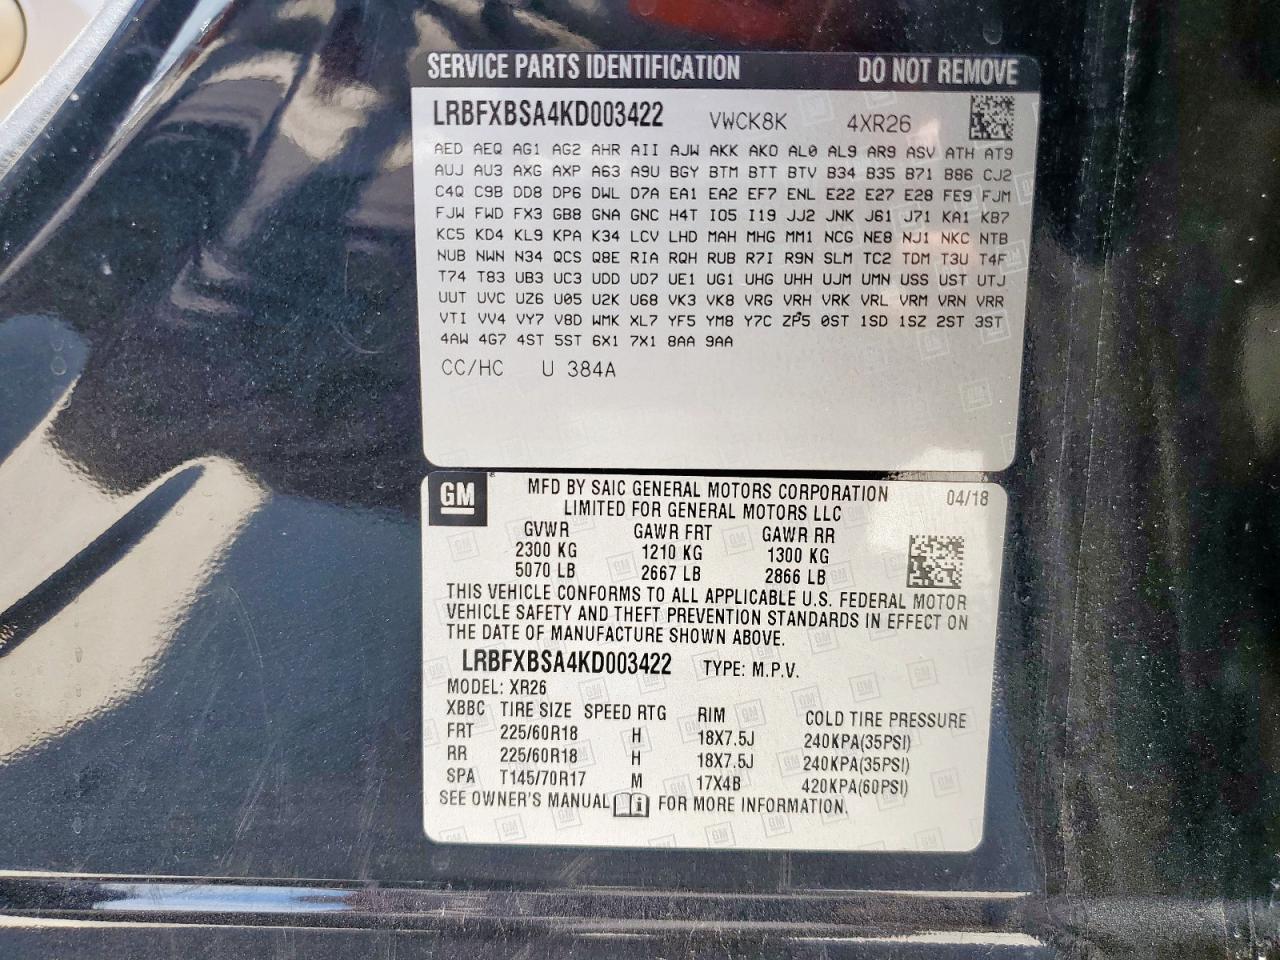 SERVICE PARTS IDENTIFICATION DO NOT REMOVE
LRBFXBSA4KD003422 VWCK8K 4XR26
AED AEQ AG1 AG2 AHR AII AJW AKK AKO AL0 AL9 AR9 ASV ATH AT9
AUJ AU3 AXG AXP A63 A9U BGY BTM BTT BTV B34 B35 B71 B86 CJ2
C4Q C9B DD8 DP6 DWL D7A EA1 EA2 EF7 ENL E22 E27 E28 FE9 FJM
FJW FWD FX3 GB8 GNA GNC H4T IO5 I19 JJ2 JNK J61 J71 KA1 KB7
KC5 KD4 KL9 KPA K34 LCV LHD MAH MHG MM1 NCG NE8 NJ1 NKC NTB
NUB NWN N34 QCS Q8E RIA RQH RUB R7I R9N SLM TC2 TDM T3U T4F
T74 T83 UB3 UC3 UDD UD7 UE1 UG1 UHG UHH UJM UMN USS UST UTJ
UUT UVC UZ6 U05 U2K U68 VK3 VK8 VRG VRH VRK VRL VRM VRN VRR
VTI VV4 VY7 V8D WMK XL7 YF5 YM8 Y7C ZP5 0ST 1SD 1SZ 2ST 3ST
4AW 4G7 4ST 5ST 6X1 7X1 8AA 9AA
CC/HC U 384A
GM MFD BY SAIC GENERAL MOTORS CORPORATION 04/18
LIMITED FOR GENERAL MOTORS LLC
GVWR GAWR FRT GAWR RR
2300 KG 1210 KG 1300 KG
5070 LB 2667 LB 2866 LB
THIS VEHICLE CONFORMS TO ALL APPLICABLE U.S. FEDERAL MOTOR
VEHICLE SAFETY AND THEFT PREVENTION STANDARDS IN EFFECT ON
THE DATE OF MANUFACTURE SHOWN ABOVE.
LRBFXBSA4KD003422 TYPE: M.P.V.
MODEL: XR26
XBBC TIRE SIZE SPEED RTG RIM COLD TIRE PRESSURE
FRT 225/60R18 H 18X7.5J 240KPA(35PSI)
RR 225/60R18 H 18X7.5J 240KPA(35PSI)
SPA T145/70R17 M 17X4B 420KPA(60PSI)
SEE OWNER'S MANUAL FOR MORE INFORMATION.